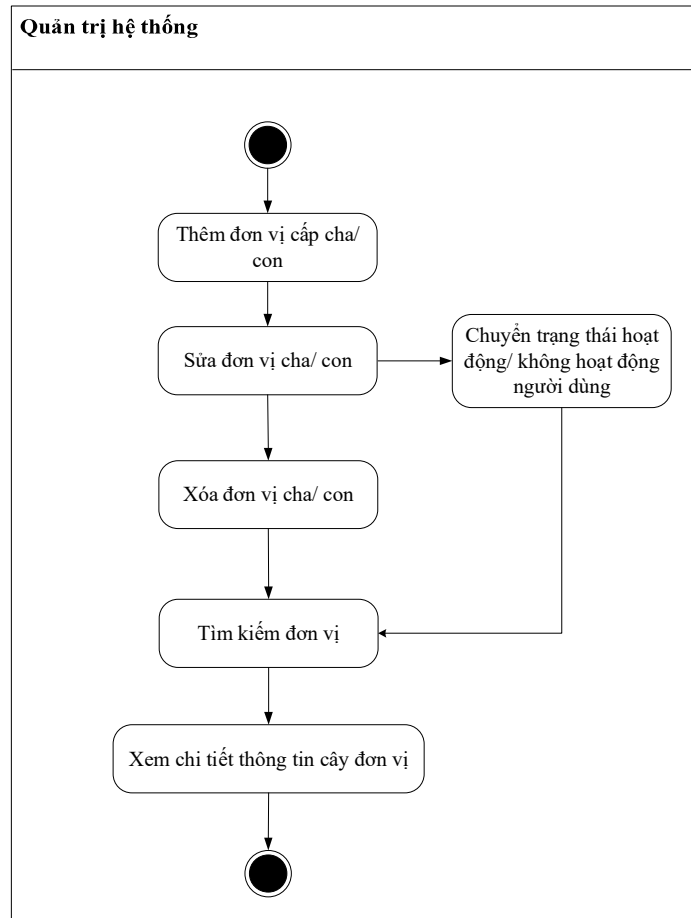 Quản trị hệ thống
Thêm đơn vị cấp cha/
con
Sửa đơn vị cha/ con
Chuyển trạng thái hoạt
động/ không hoạt động
người dùng
Xóa đơn vị cha/ con
Tìm kiếm đơn vị
Xem chi tiết thông tin cây đơn vị